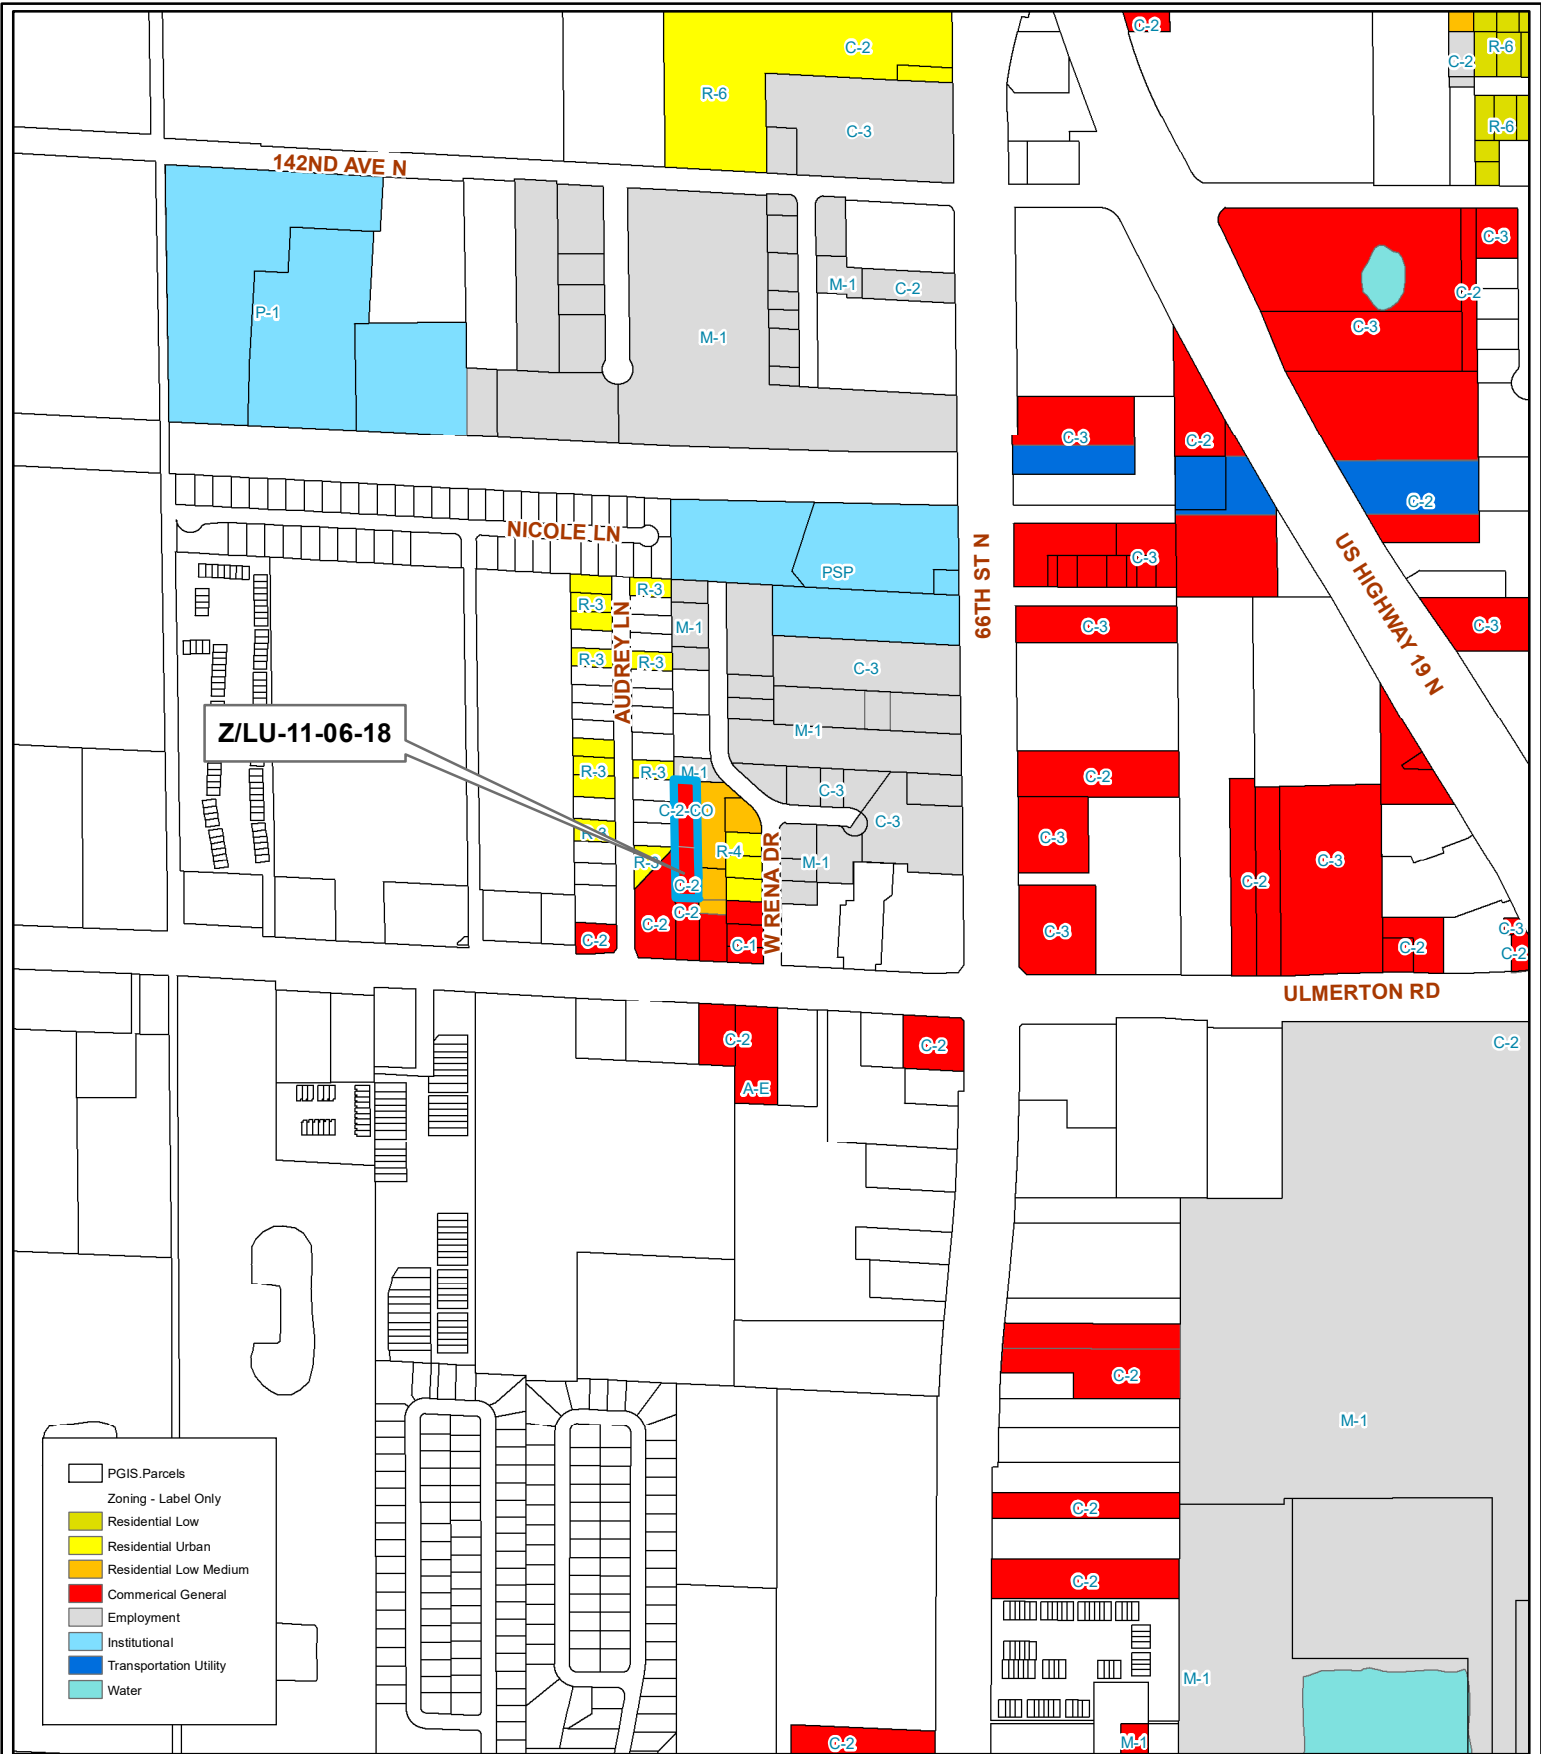 C-2
C-2
R-6
C-2
R-6
C-3
R-6
142ND AVE N
C-3
M-1
C-2
C-2
P-1
C-3
M-1
C-3
C-2
C-2
NICOLE LN
C-3
PSP
US HIGHWAY 19 N
66TH ST N
R-3
R-3
AUDREY LN
M-1
C-3
C-3
R-3
R-3
C-3
Z/LU-11-06-18
M-1
R-3
R-3
M-1
C-2
C-3
C-2-CO
C-3
R-3
C-3
R-4
W RENA DR
R-3
M-1
C-3
C-2
C-2
C-2
C-2
C-3
C-3
C-2
C-1
C-2
C-2
ULMERTON RD
C-2
C-2
C-2
A-E
C-2
M-1
C-2
C-2
M-1
C-2
M-1
PGIS.Parcels
Zoning - Label Only
Residential Low
Residential Urban
Residential Low Medium
Commerical General
Employment
Institutional
Transportation Utility
Water